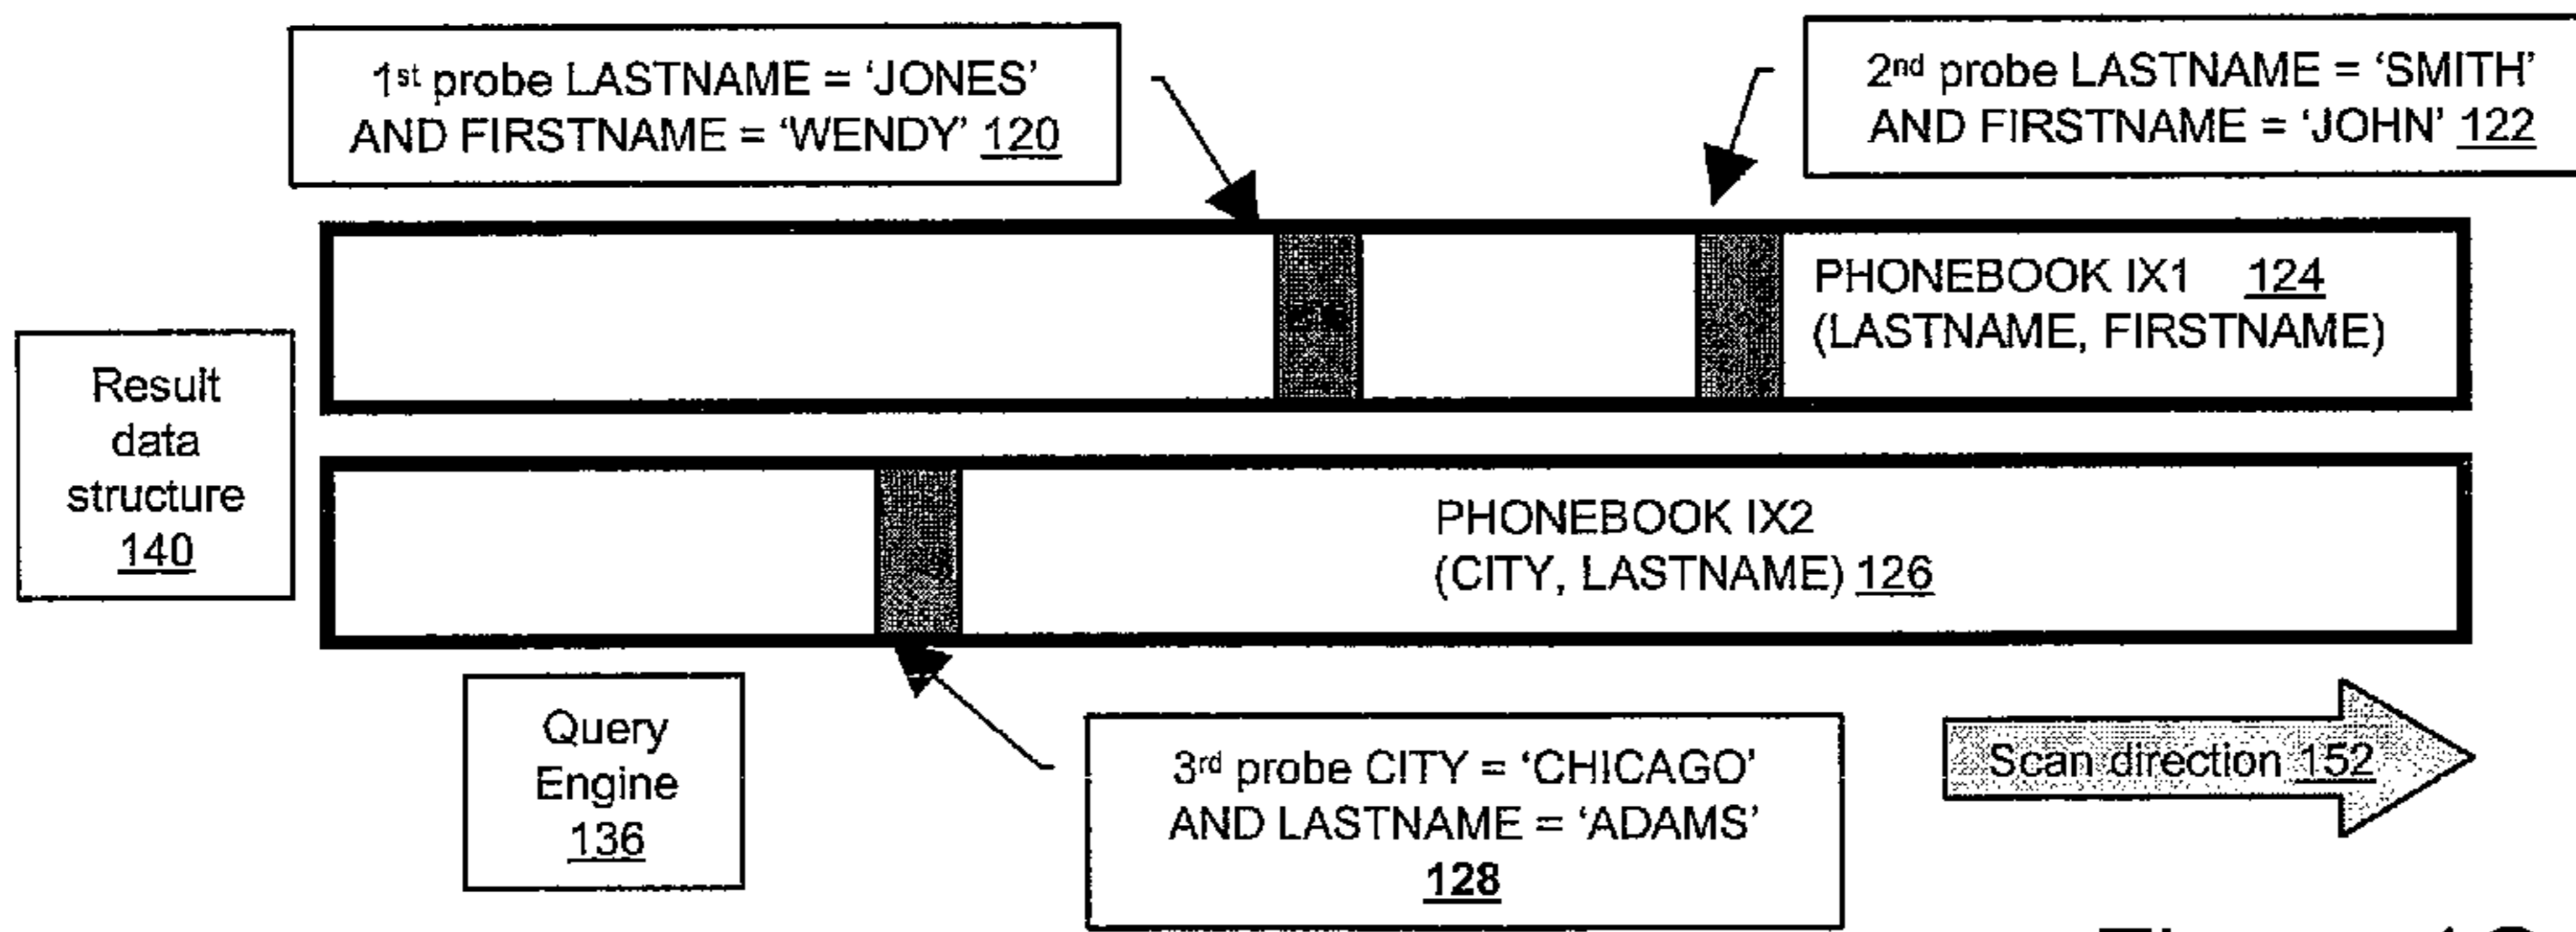 1st probe LASTNAME = ‘JONES’
AND FIRSTNAME = ‘WENDY’ 120
2nd probe LASTNAME = ‘SMITH’
AND FIRSTNAME = ‘JOHN’ 122
PHONEBOOK IX1 124
(LASTNAME, FIRSTNAME)
Result
data
structure
140
PHONEBOOK IX2
(CITY, LASTNAME) 126
Query
Engine
136
3rd probe CITY = ‘CHICAGO’
AND LASTNAME = ‘ADAMS’
128
Scan direction 152